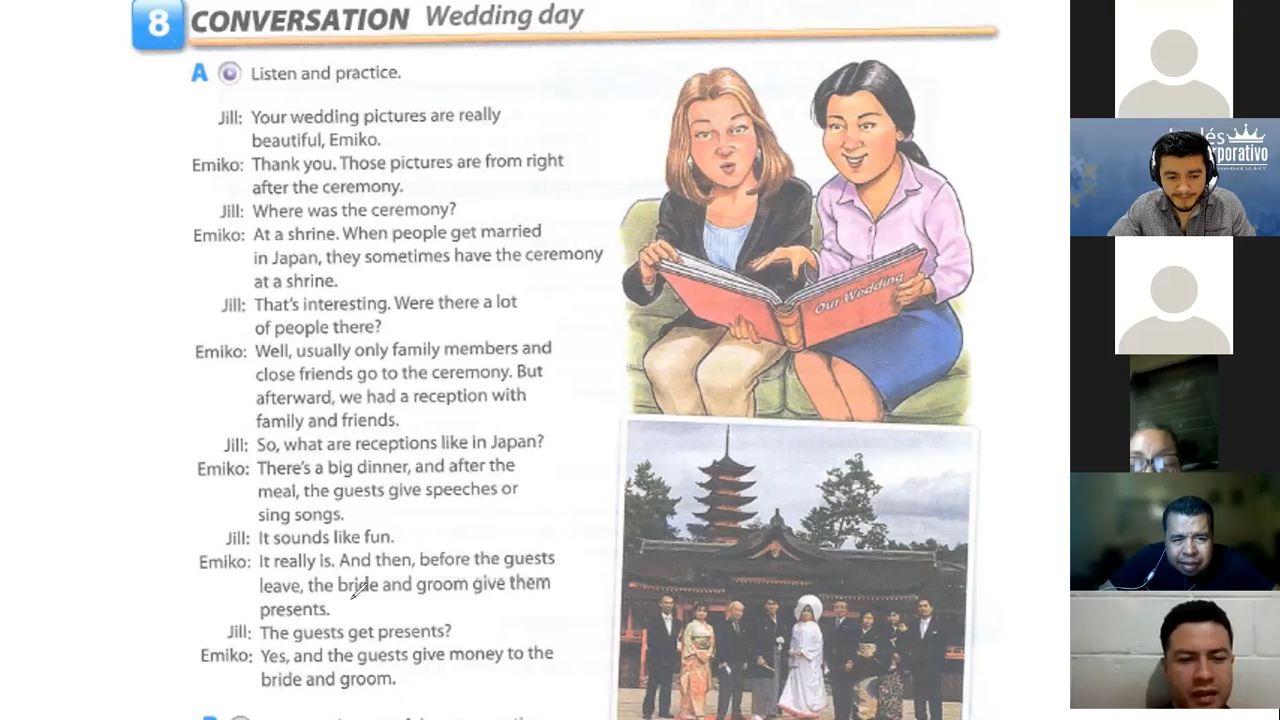 8 CONVERSATION Wedding day
A Listen and practice.
Jill: Your wedding pictures are really
beautiful, Emiko.
Emiko: Thank you. Those pictures are from right
after the ceremony.
Jill: Where was the ceremony?
Emiko: At a shrine. When people get married
in Japan, they sometimes have the ceremony
at a shrine.
Jill: That's interesting. Were there a lot
of people there?
Emiko: Well, usually only family members and
close friends go to the ceremony. But
afterward, we had a reception with
family and friends.
Jill: So, what are receptions like in Japan?
Emiko: There's a big dinner, and after the
meal, the guests give speeches or
sing songs.
Jill: It sounds like fun.
Emiko: It really is. And then, before the guests
leave, the bride and groom give them
presents.
Jill: The guests get presents?
Emiko: Yes, and the guests give money to the
bride and groom.
Our Wedding